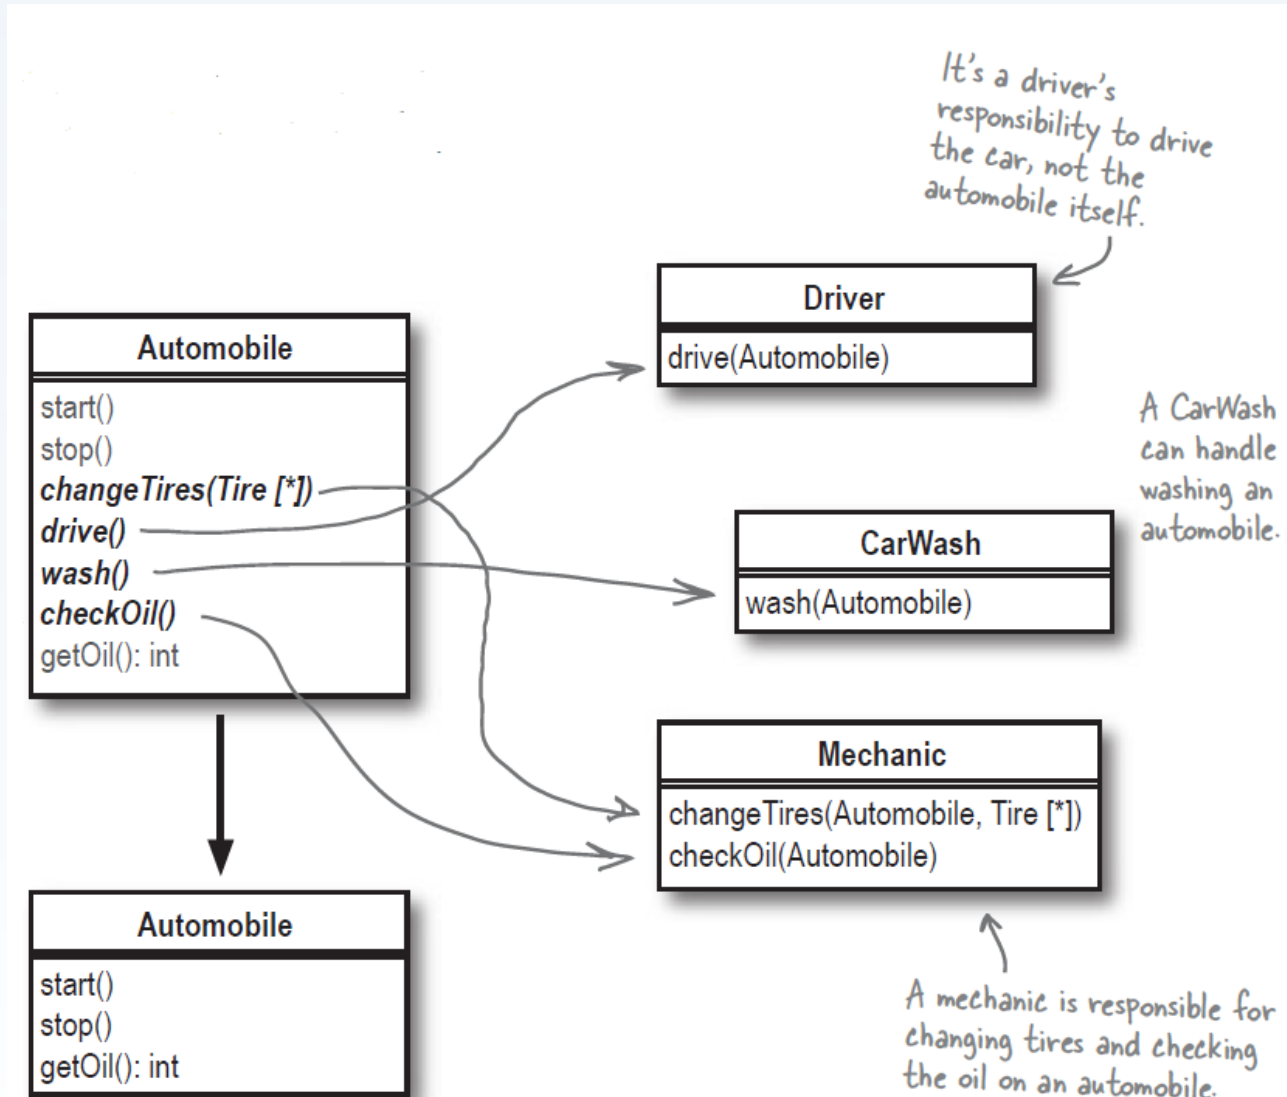 It's a driver's
responsibility to drive
the car, not the
automobile itself.
Driver
drive(Automobile)
Automobile
start()
stop()
changeTires(Tire [*])
drive()
wash()
checkOil()
getOil(): int
A CarWash
can handle
washing an
automobile.
CarWash
wash(Automobile)
Mechanic
changeTires(Automobile, Tire [*])
checkOil(Automobile)
Automobile
start()
stop()
getOil(): int
A mechanic is responsible for
changing tires and checking
the oil on an automobile.